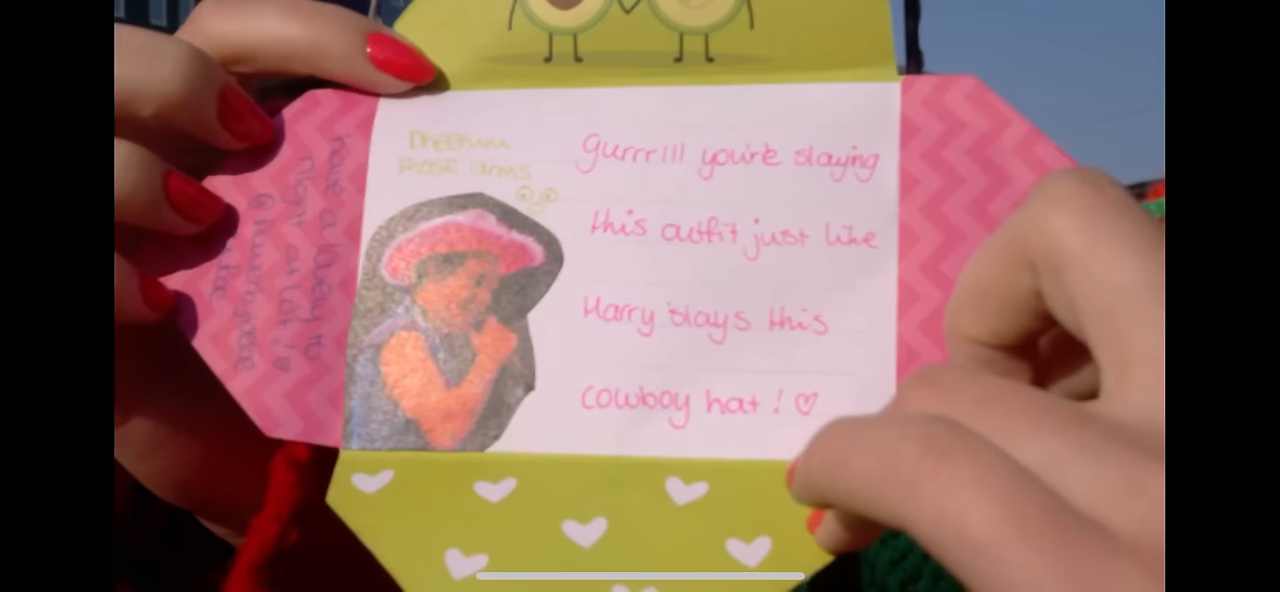 those arms
gurrrlll you're slaying
this outfit just like
Harry slays this
cowboy hat!
have a lovely
night at lot